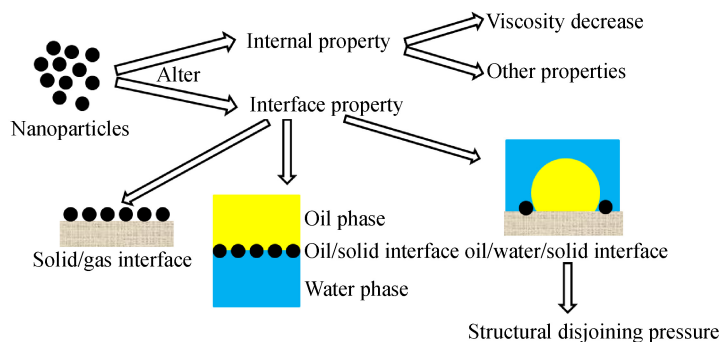 Viscosity decrease
Internal property
Alter
Other properties
Nanoparticles
Interface property
Oil phase
Solid/gas interface
Oil/solid interface oil/water/solid interface
Water phase
Structural disjoining pressure